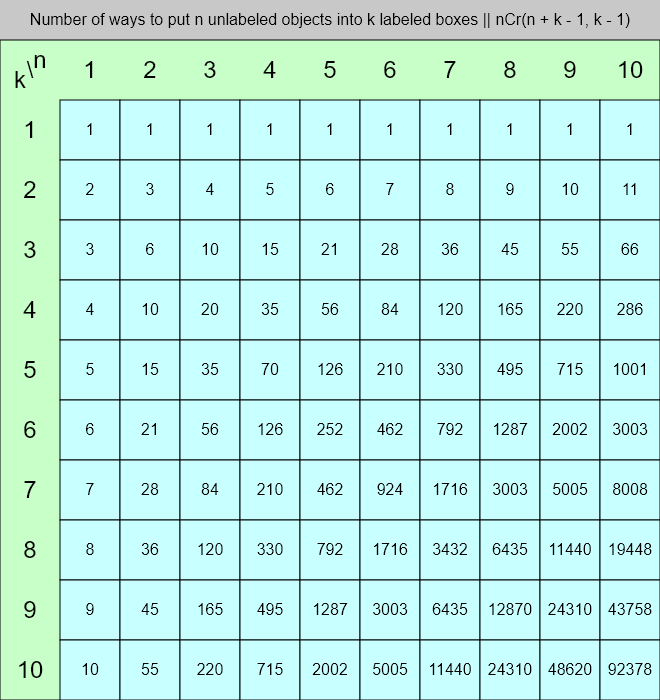 Number of ways to put n unlabeled objects into k labeled boxes || nCr(n + k - 1, k - 1)
k\n 1 2 3 4 5 6 7 8 9 10
1 1 1 1 1 1 1 1 1 1 1
2 2 3 4 5 6 7 8 9 10 11
3 3 6 10 15 21 28 36 45 55 66
4 4 10 20 35 56 84 120 165 220 286
5 5 15 35 70 126 210 330 495 715 1001
6 6 21 56 126 252 462 792 1287 2002 3003
7 7 28 84 210 462 924 1716 3003 5005 8008
8 8 36 120 330 792 1716 3432 6435 11440 19448
9 9 45 165 495 1287 3003 6435 12870 24310 43758
10 10 55 220 715 2002 5005 11440 24310 48620 92378